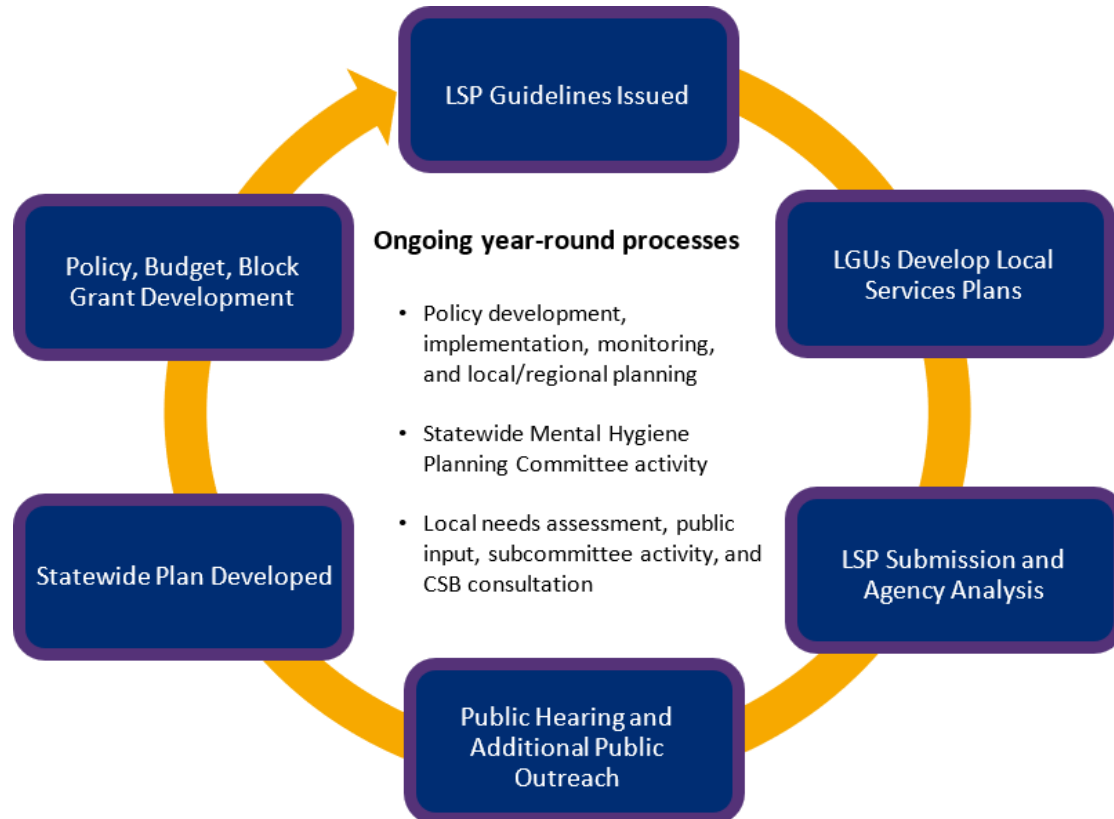 LSP Guidelines Issued
LGUs Develop Local
Services Plans
LSP Submission and
Agency Analysis
Public Hearing and
Additional Public
Outreach
Statewide Plan Developed
Policy, Budget, Block
Grant Development
Ongoing year-round processes
• Policy development,
implementation, monitoring,
and local/regional planning
• Statewide Mental Hygiene
Planning Committee activity
• Local needs assessment, public
input, subcommittee activity, and
CSB consultation